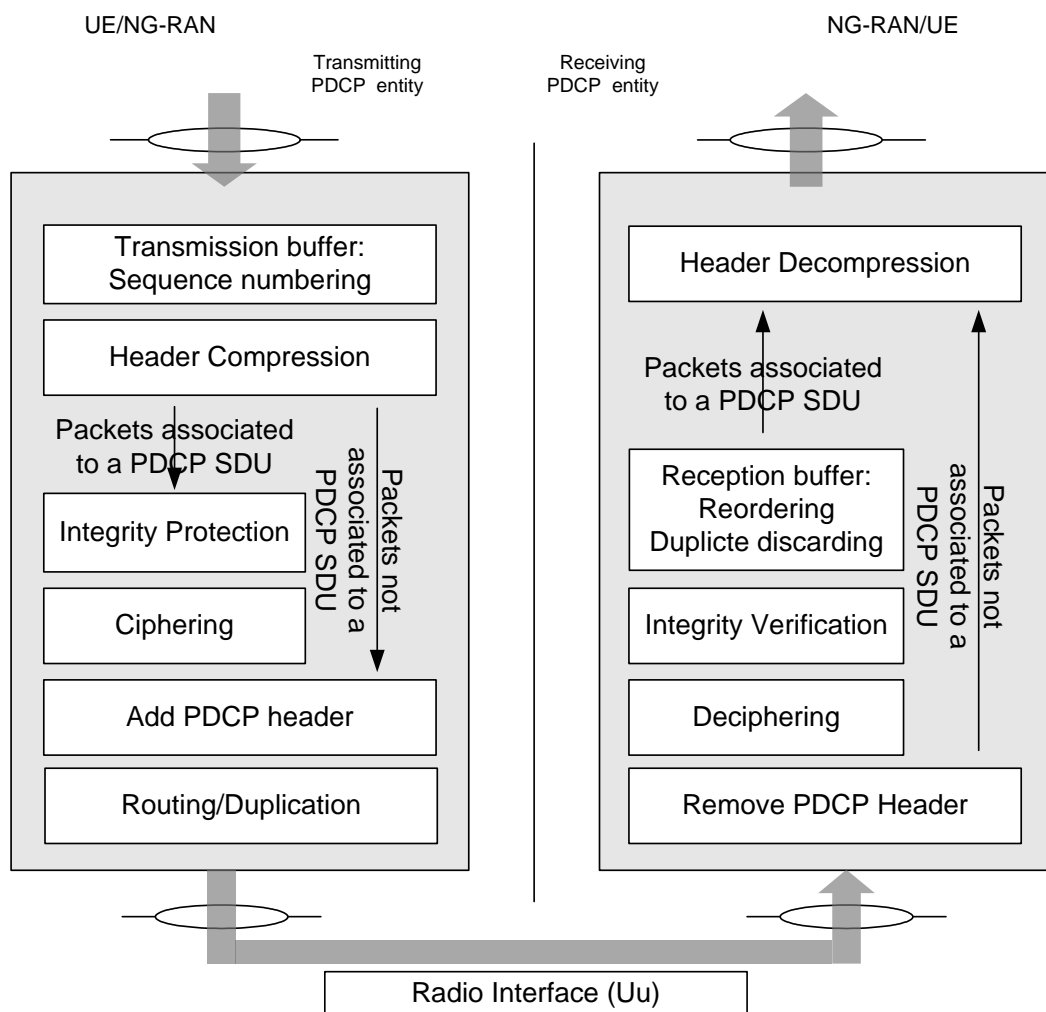 UE/NG-RAN
NG-RAN/UE
Transmitting
PDCP entity
Receiving
PDCP entity
Transmission buffer:
Sequence numbering
Header Compression
Packets associated
to a PDCP SDU
Packets not
associated to a
PDCP SDU
Integrity Protection
Ciphering
Add PDCP header
Routing/Duplication
Header Decompression
Packets associated
to a PDCP SDU
Reception buffer:
Reordering
Duplicte discarding
Packets not
associated to a
PDCP SDU
Integrity Verification
Deciphering
Remove PDCP Header
Radio Interface (Uu)